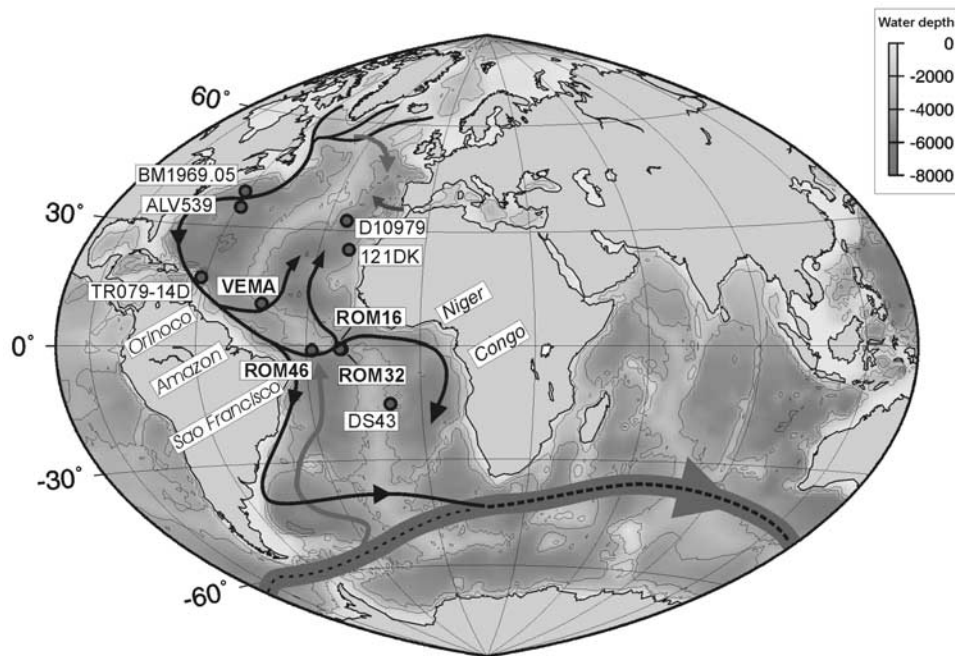 Water depth
0
-2000
-4000
-6000
-8000
60°
BM1969.05
ALV539
30°
D10979
121DK
TR079-14D
VEMA
Orinoco
ROM16
Niger
0°
Amazon
Congo
ROM46
ROM32
Sao Francisco
DS43
-30°
-60°